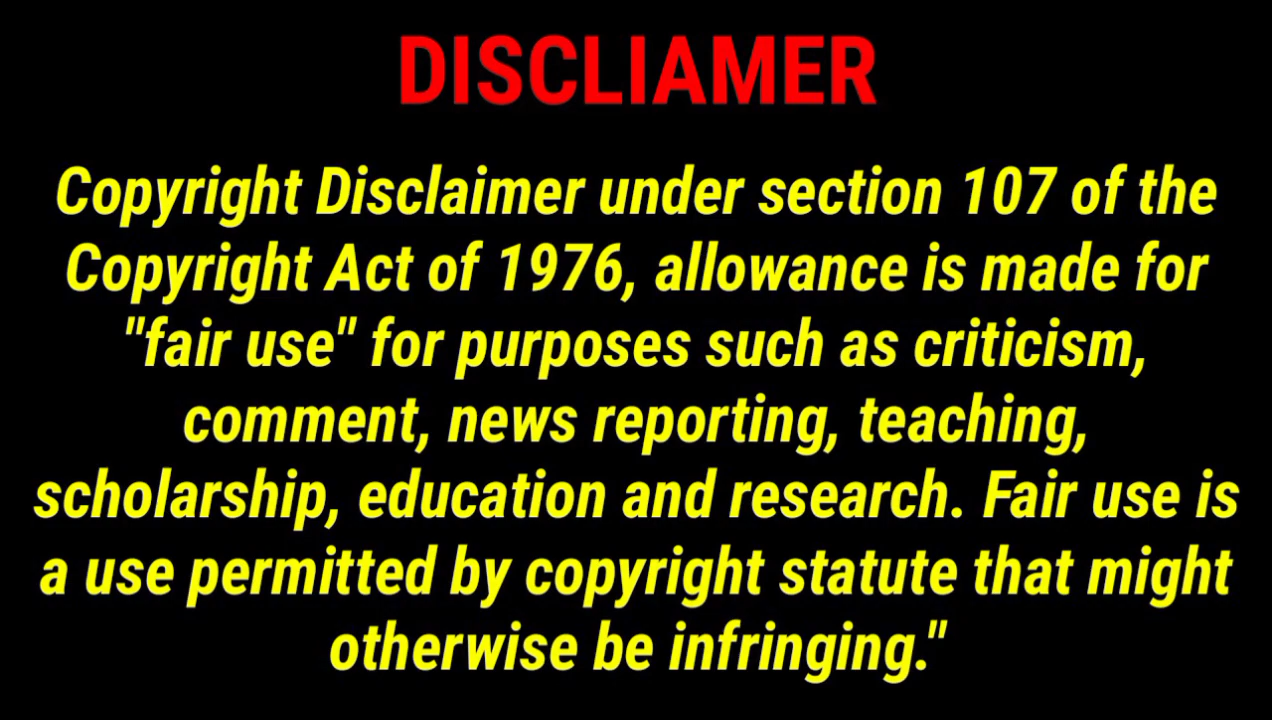 DISCLIAMER
Copyright Disclaimer under section 107 of the
Copyright Act of 1976, allowance is made for
"fair use" for purposes such as criticism,
comment, news reporting, teaching,
scholarship, education and research. Fair use is
a use permitted by copyright statute that might
otherwise be infringing."